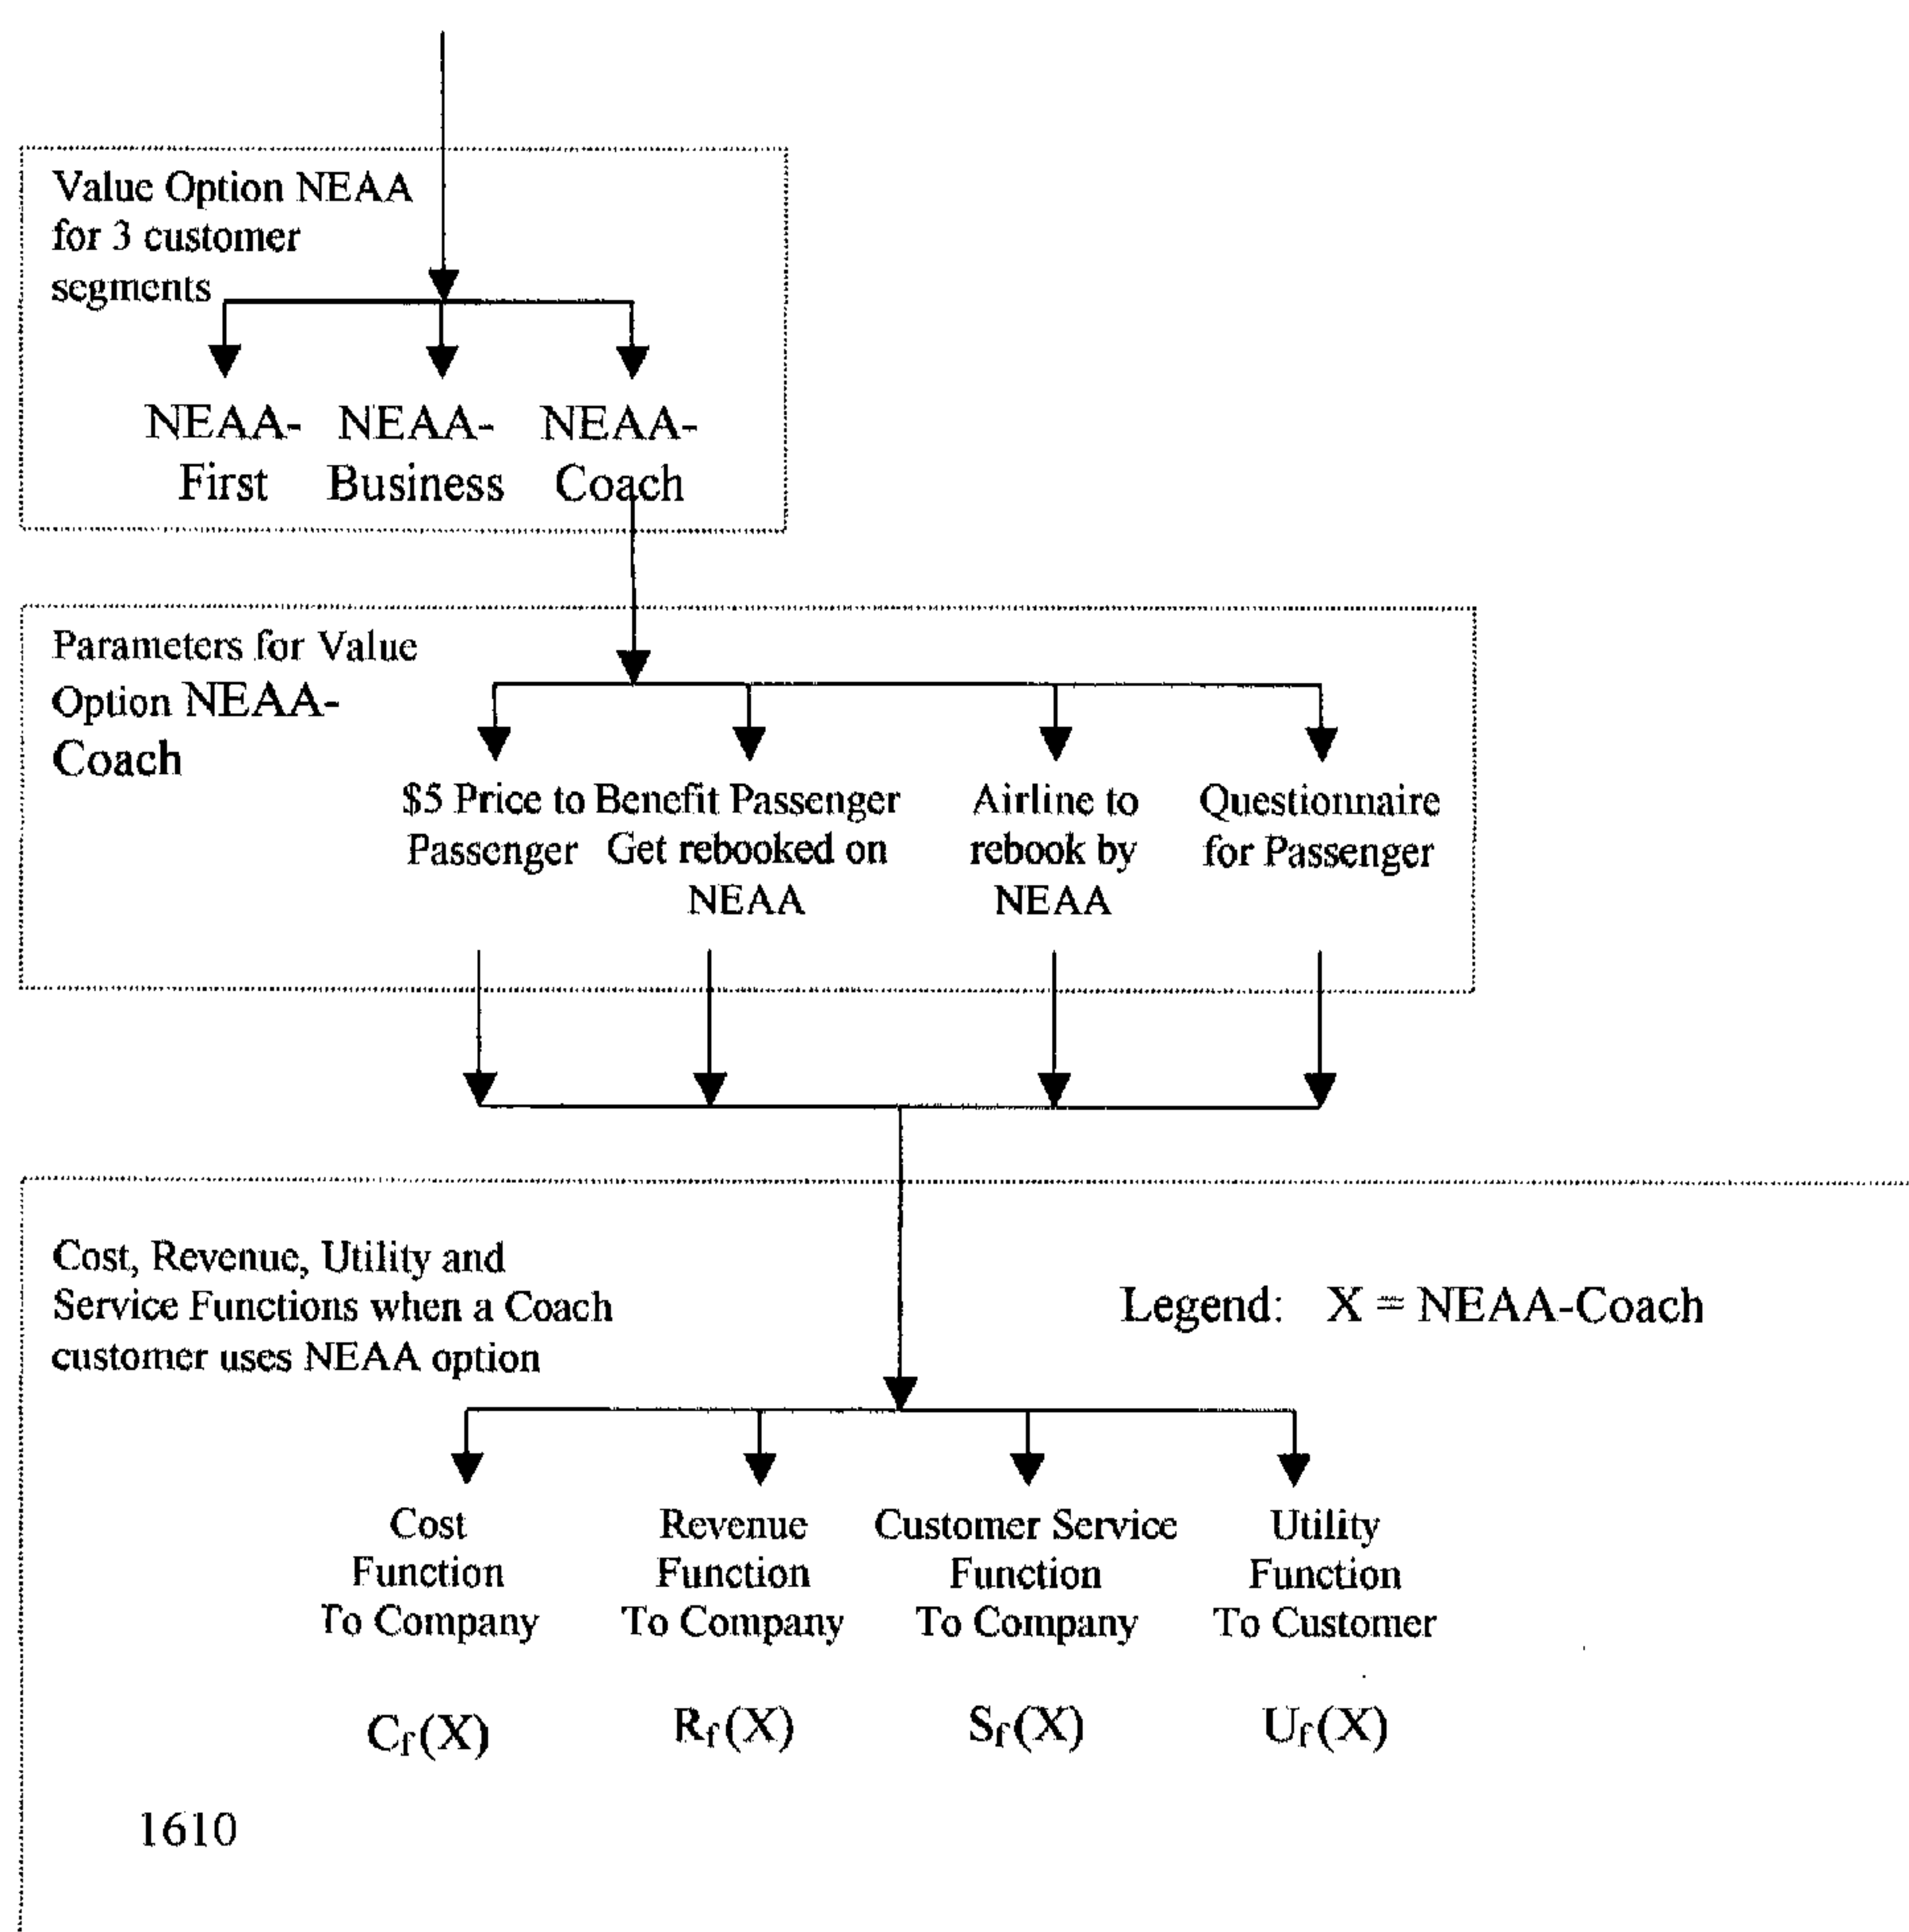 Value Option NEAA
for 3 customer
segments
NEAA- NEAA- NEAA-
First Business Coach
Parameters for Value
Option NEAA-
Coach
$5 Price to Benefit Passenger Airline to Questionnaire
Passenger Get rebooked on rebook by for Passenger
NEAA NEAA
Cost, Revenue, Utility and
Service Functions when a Coach
customer uses NEAA option
Legend: X = NEAA-Coach
Cost Revenue Customer Service Utility
Function Function Function Function
To Company To Company To Company To Customer
Cf(X) Rf(X) Sf(X) Uf(X)
1610